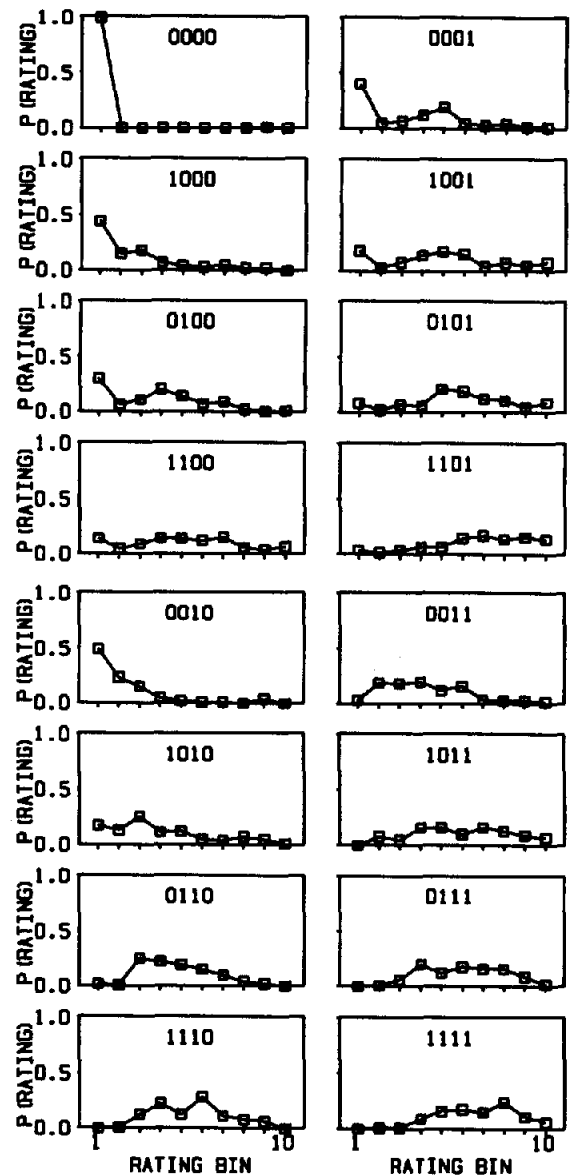 P(RATING) 1.0 0.5 0.0 0000 0001
P(RATING) 1.0 0.5 0.0 1000 1001
P(RATING) 1.0 0.5 0.0 0100 0101
P(RATING) 1.0 0.5 0.0 1100 1101
P(RATING) 1.0 0.5 0.0 0010 0011
P(RATING) 1.0 0.5 0.0 1010 1011
P(RATING) 1.0 0.5 0.0 0110 0111
P(RATING) 1.0 0.5 0.0 1110 1111
1 10 1 10
RATING BIN RATING BIN